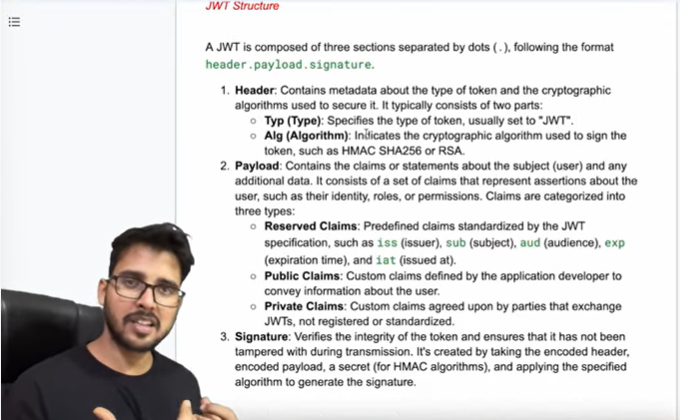 JWT Structure
A JWT is composed of three sections separated by dots (.), following the format
header.payload.signature.
1. Header: Contains metadata about the type of token and the cryptographic
algorithms used to secure it. It typically consists of two parts:
○ Typ (Type): Specifies the type of token, usually set to "JWT".
○ Alg (Algorithm): Indicates the cryptographic algorithm used to sign the
token, such as HMAC SHA256 or RSA.
2. Payload: Contains the claims or statements about the subject (user) and any
additional data. It consists of a set of claims that represent assertions about the
user, such as their identity, roles, or permissions. Claims are categorized into
three types:
○ Reserved Claims: Predefined claims standardized by the JWT
specification, such as iss (issuer), sub (subject), aud (audience), exp
(expiration time), and iat (issued at).
○ Public Claims: Custom claims defined by the application developer to
convey information about the user.
○ Private Claims: Custom claims agreed upon by parties that exchange
JWTs, not registered or standardized.
3. Signature: Verifies the integrity of the token and ensures that it has not been
tampered with during transmission. It's created by taking the encoded header,
encoded payload, a secret (for HMAC algorithms), and applying the specified
algorithm to generate the signature.